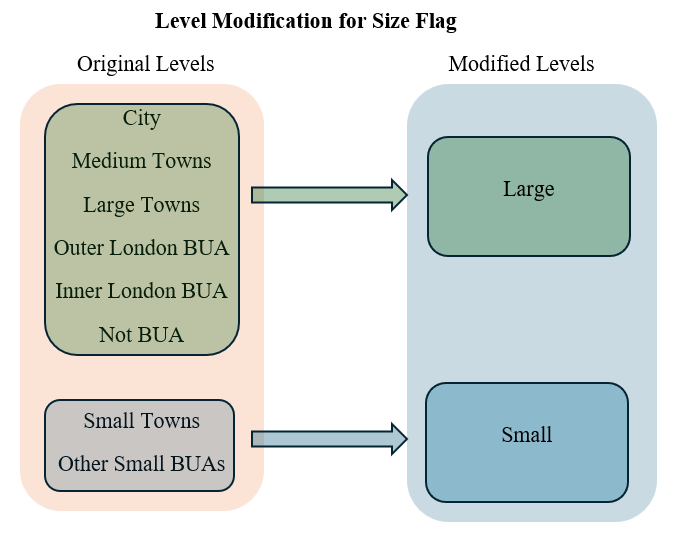 Level Modification for Size Flag
Original Levels
Modified Levels
City
Medium Towns
Large Towns
Outer London BUA
Inner London BUA
Not BUA
Large
Small Towns
Other Small BUAs
Small